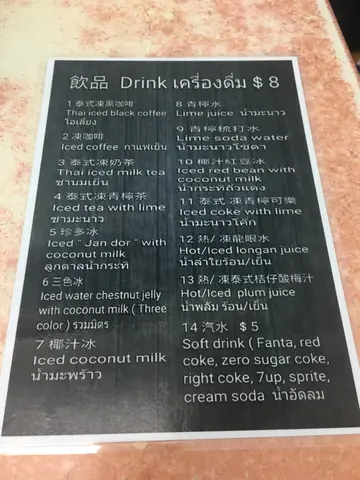 飲品 Drink เครื่องดื่ม $ 8
1 泰式凍黑咖啡
Thai iced black coffee
โอเลี้ยง
2 凍咖啡
Iced coffee กาแฟเย็น
3 泰式凍奶茶
Thai iced milk tea
ชานมเย็น
4 泰式凍青檸茶
Iced tea with lime
ชามะนาว
5 珍多冰
Iced " Jan dor " with
coconut milk
ลูกตาลน้ำกระทิ
6 三色冰
Iced water chestnut jelly
with coconut milk ( Three
color ) รวมมิตร
7 椰汁冰
Iced coconut milk
น้ำมะพร้าว
8 青檸水
Lime juice น้ำมะนาว
9 青檸梳打水
Lime soda water
น้ำมะนาวโซดา
10 椰汁紅豆冰
Iced red bean with
coconut milk
น้ำกระทิถั่วแดง
11 泰式 凍青檸可樂
Iced coke with lime
น้ำมะนาวโค๊ก
12 熱/ 凍龍眼水
Hot/Iced longan juice
น้ำลำใยร้อน/เย็น
13 熱/ 凍泰式桔仔酸梅汁
Hot/Iced plum juice
น้ำพลัม ร้อน/เย็น
14 汽水 $ 5
Soft drink ( Fanta, red
coke, zero sugar coke,
right coke, 7up, sprite,
cream soda น้ำอัดลม